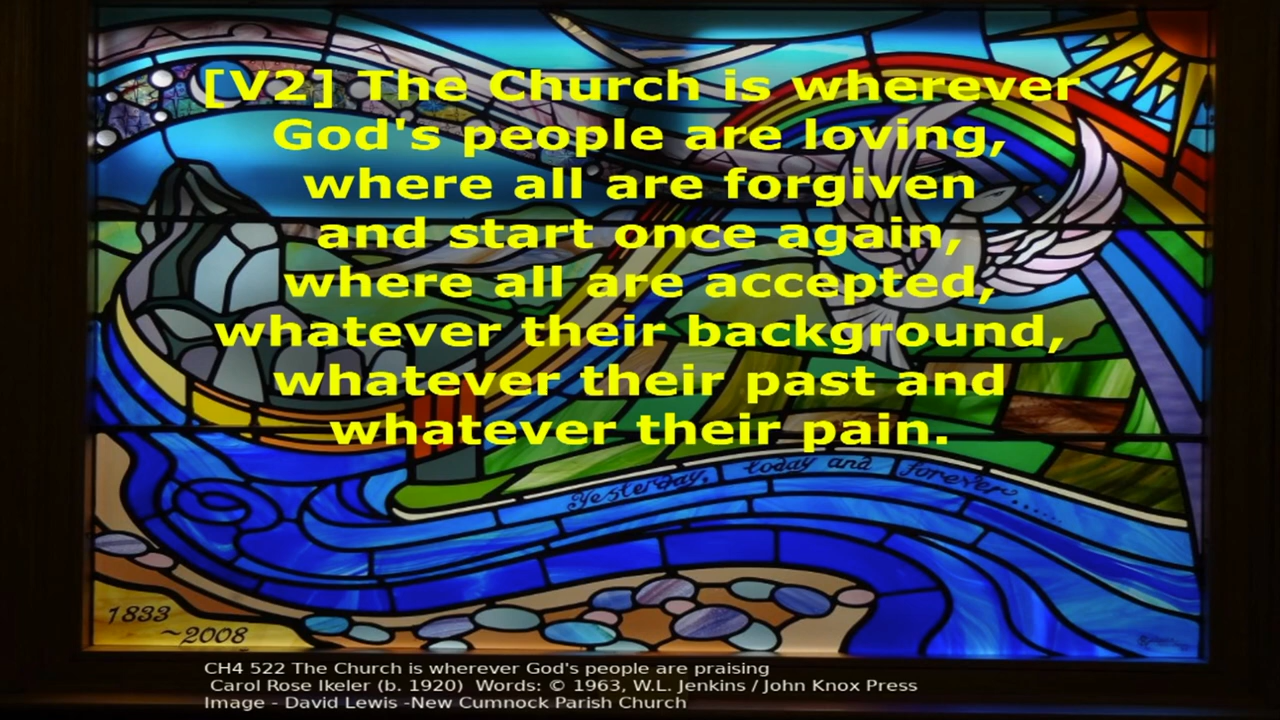 [V2] The Church is wherever
God's people are loving,
where all are forgiven
and start once again,
where all are accepted,
whatever their background,
whatever their past and
whatever their pain.
Yesterday, today and forever......
1833
~2008
CH4 522 The Church is wherever God's people are praising
Carol Rose Ikeler (b. 1920)  Words: © 1963, W.L. Jenkins / John Knox Press
Image - David Lewis -New Cumnock Parish Church